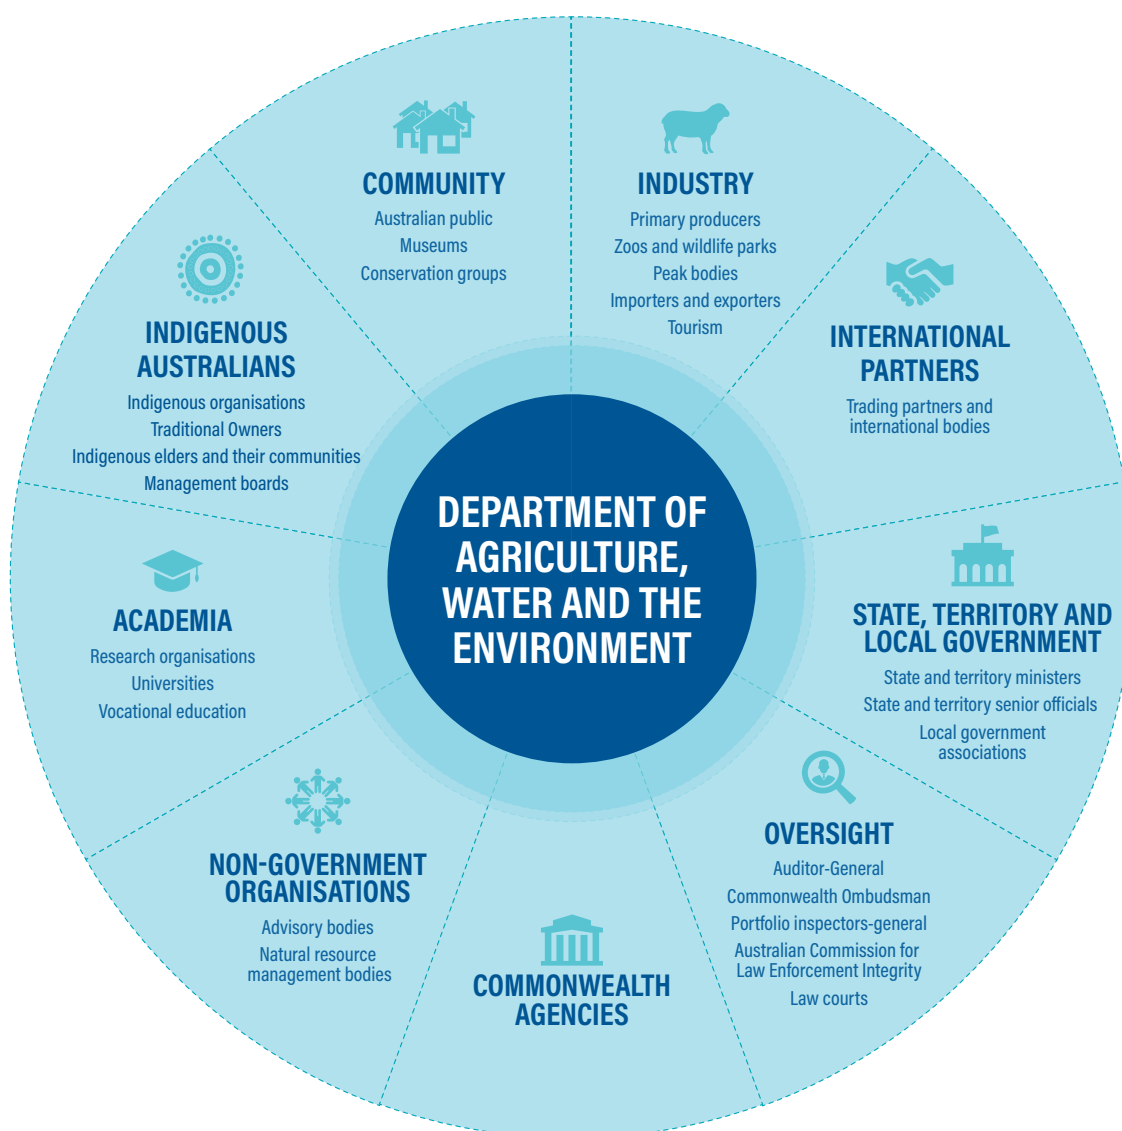 COMMUNITY
Australian public
Museums
Conservation groups
INDUSTRY
Primary producers
Zoos and wildlife parks
Peak bodies
Importers and exporters
Tourism
INTERNATIONAL
PARTNERS
Trading partners and
international bodies
STATE, TERRITORY AND
LOCAL GOVERNMENT
State and territory ministers
State and territory senior officials
Local government
associations
OVERSIGHT
Auditor-General
Commonwealth Ombudsman
Portfolio inspectors-general
Australian Commission for
Law Enforcement Integrity
Law courts
COMMONWEALTH
AGENCIES
NON-GOVERNMENT
ORGANISATIONS
Advisory bodies
Natural resource
management bodies
ACADEMIA
Research organisations
Universities
Vocational education
INDIGENOUS
AUSTRALIANS
Indigenous organisations
Traditional Owners
Indigenous elders and their communities
Management boards
DEPARTMENT OF
AGRICULTURE,
WATER AND THE
ENVIRONMENT